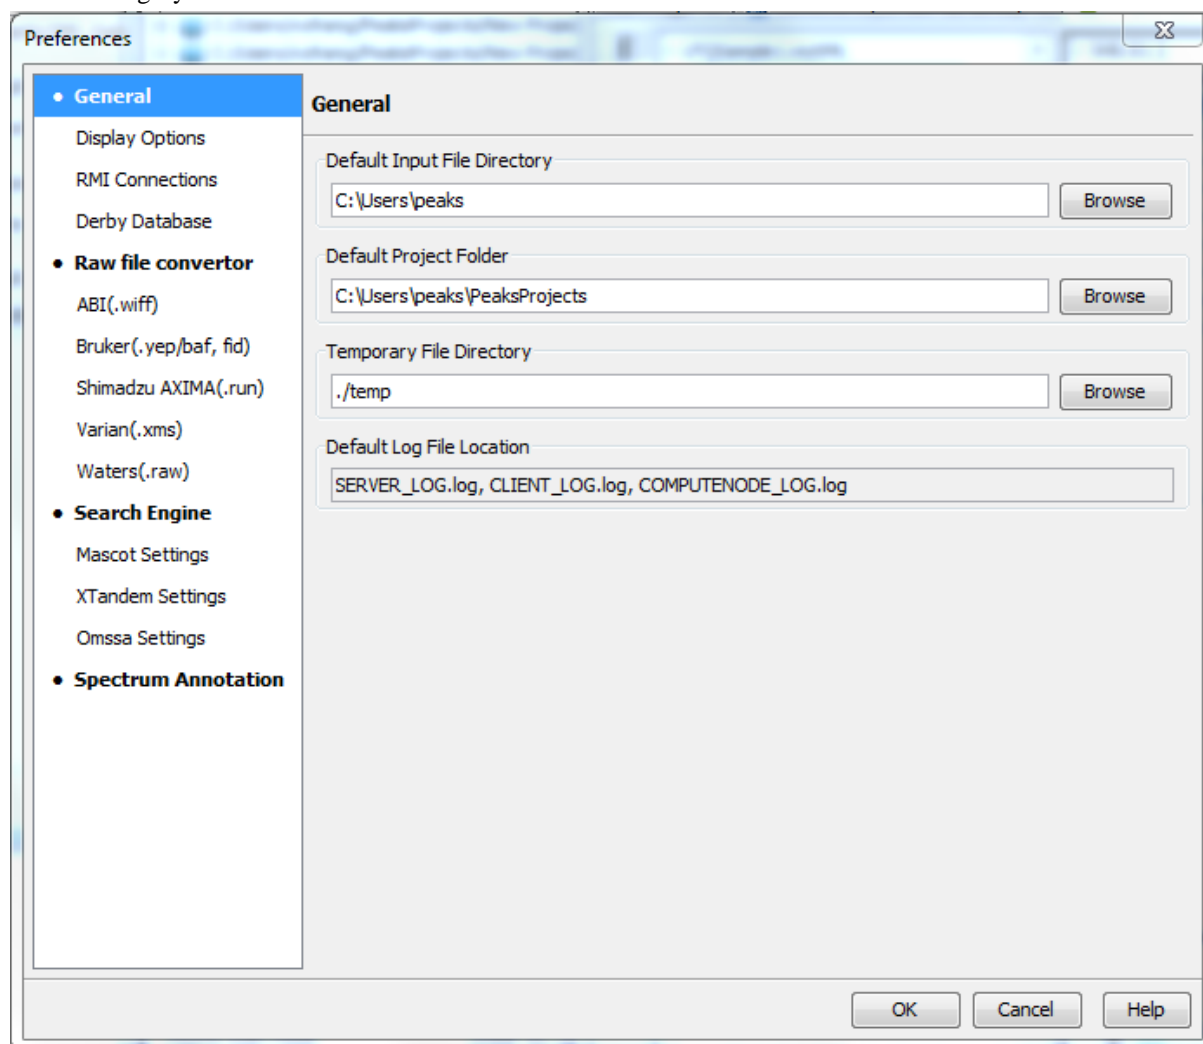 Preferences
• General
Display Options
RMI Connections
Derby Database
• Raw file convertor
ABI(.wiff)
Bruker(.yep/baf, fid)
Shimadzu AXIMA(.run)
Varian(.xms)
Waters(.raw)
• Search Engine
Mascot Settings
XTandem Settings
Omssa Settings
• Spectrum Annotation
General
Default Input File Directory
C:\Users\peaks Browse
Default Project Folder
C:\Users\peaks\PeaksProjects Browse
Temporary File Directory
./temp Browse
Default Log File Location
SERVER_LOG.log, CLIENT_LOG.log, COMPUTENODE_LOG.log
OK Cancel Help